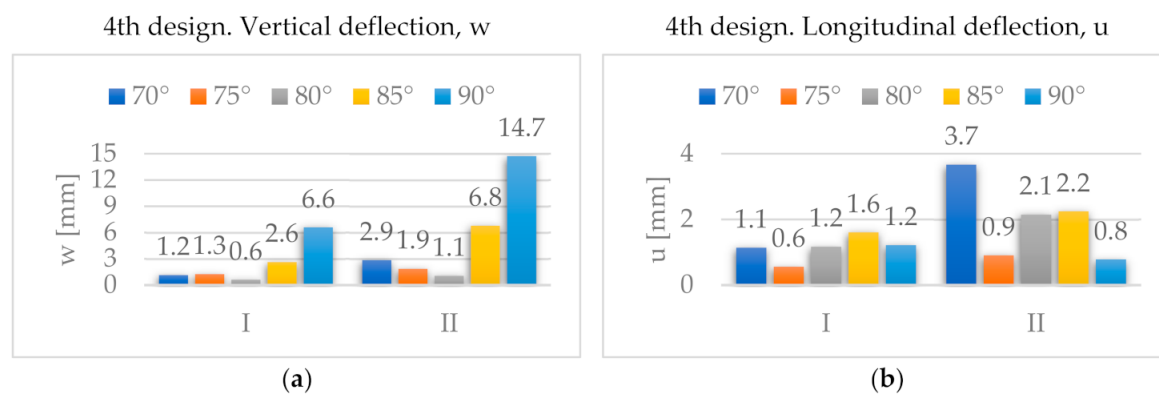 4th design. Vertical deflection, w
70° 75° 80° 85° 90°
w [mm]
15
12
9
6
3
0
1.2 1.3 0.6 2.6 6.6
2.9 1.9 1.1 6.8 14.7
I II
(a)
4th design. Longitudinal deflection, u
70° 75° 80° 85° 90°
u [mm]
4
2
0
1.1 0.6 1.2 1.6 1.2
3.7 0.9 2.1 2.2 0.8
I II
(b)